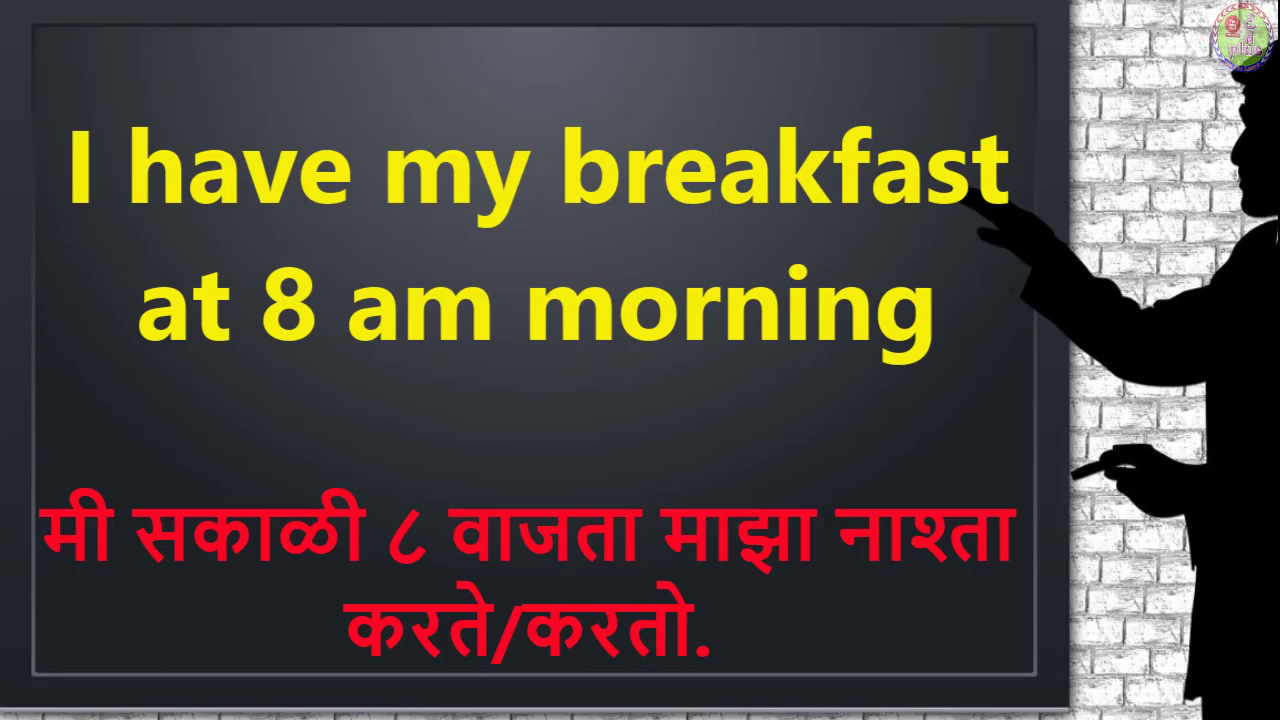 I have my breakfast
at 8 am morning
मी सकाळी ८ वाजता माझा नाश्ता
करते/करतो.